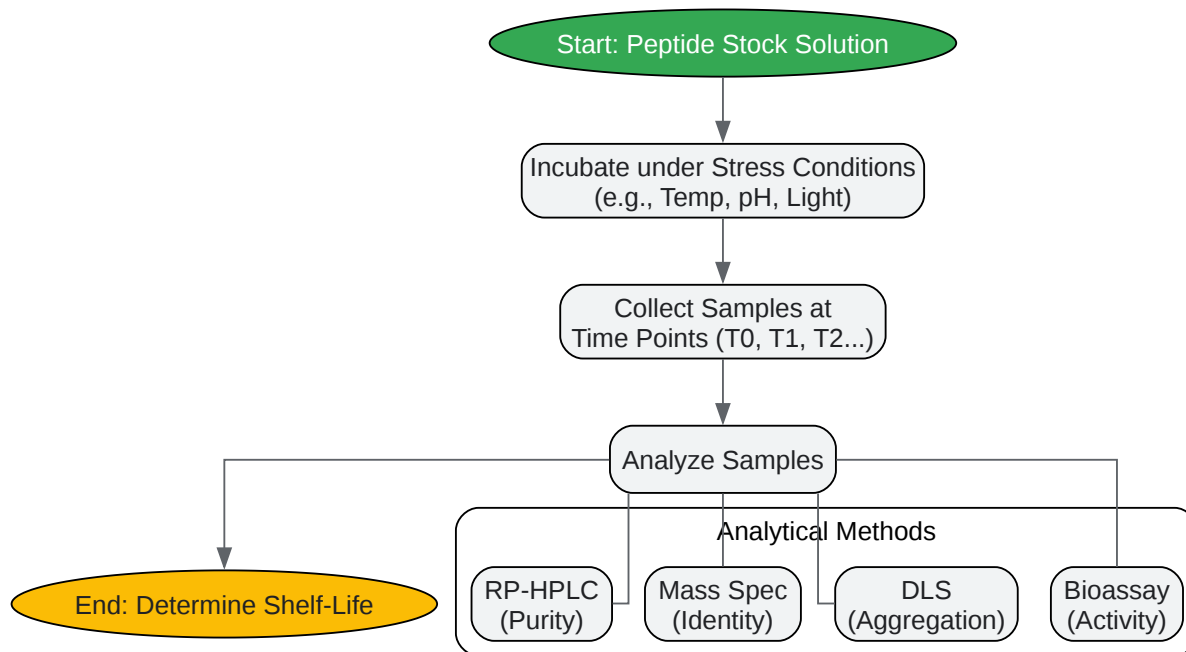 Start: Peptide Stock Solution
Incubate under Stress Conditions
(e.g., Temp, pH, Light)
Collect Samples at
Time Points (T0, T1, T2...)
Analyze Samples
Analytical Methods
End: Determine Shelf-Life
RP-HPLC
(Purity)
Mass Spec
(Identity)
DLS
(Aggregation)
Bioassay
(Activity)